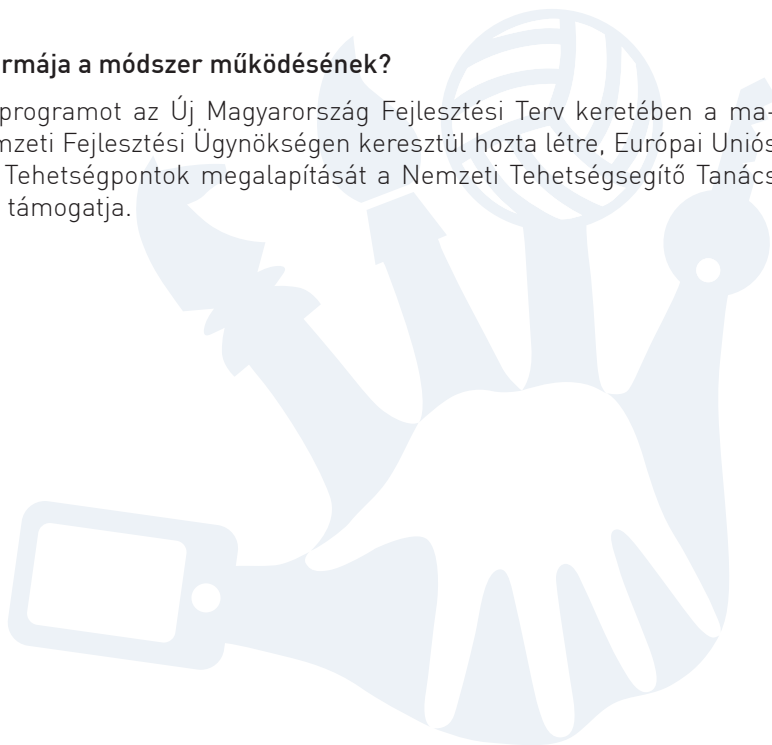 rmája a módszer működésének?
programot az Új Magyarország Fejlesztési Terv keretében a ma-
mzeti Fejlesztési Ügynökségen keresztül hozta létre, Európai Uniós
Tehetségpontok megalapítását a Nemzeti Tehetségsegítő Tanács
támogatja.